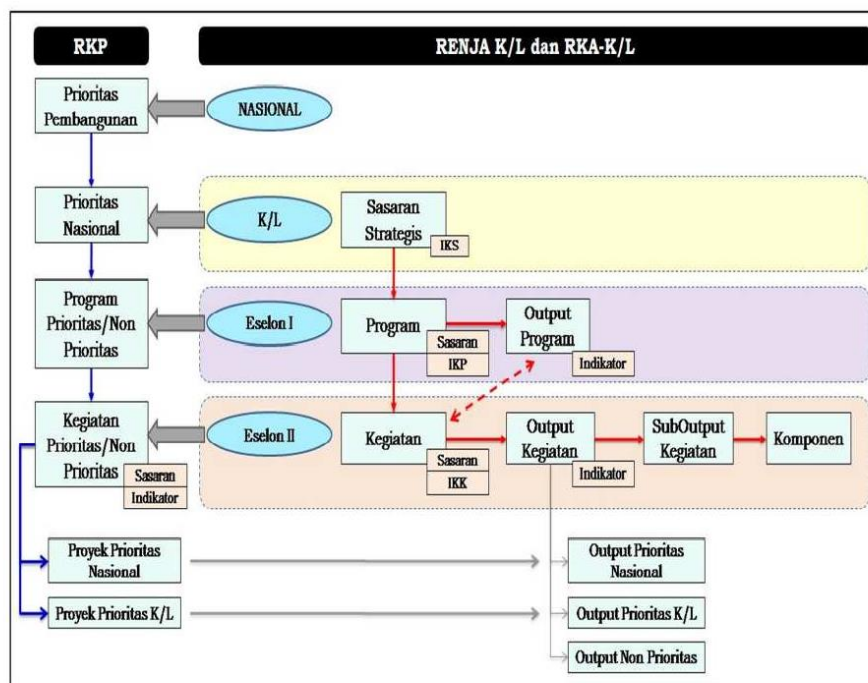 RKP
RENJA K/L dan RKA-K/L
Prioritas
Pembangunan
NASIONAL
Prioritas
Nasional
K/L
Sasaran
Strategis
IKS
Program
Prioritas/Non
Prioritas
Eselon I
Program
Sasaran
IKP
Output
Program
Indikator
Kegiatan
Prioritas/Non
Prioritas
Sasaran
Indikator
Eselon II
Kegiatan
Sasaran
IKK
Output
Kegiatan
Indikator
SubOutput
Kegiatan
Komponen
Proyek Prioritas
Nasional
Output Prioritas
Nasional
Proyek Prioritas K/L
Output Prioritas K/L
Output Non Prioritas